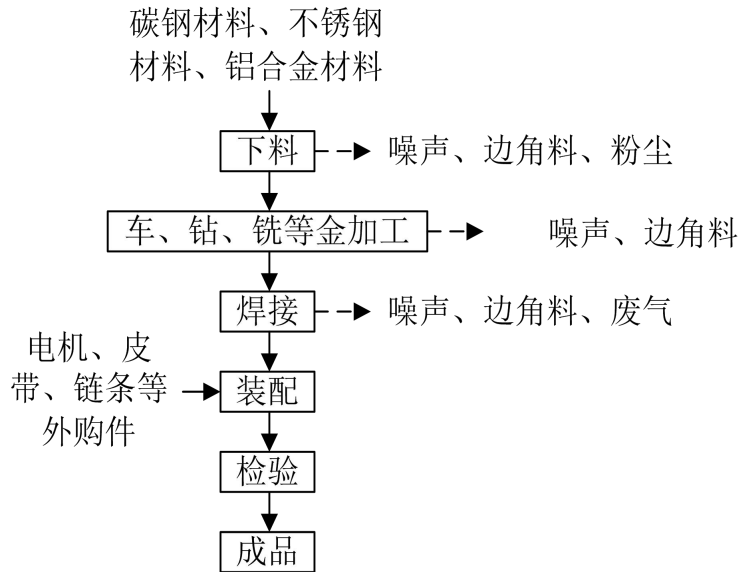 碳钢材料、不锈钢
材料、铝合金材料
下料
噪声、边角料、粉尘
车、钻、铣等金加工
噪声、边角料
焊接
噪声、边角料、废气
电机、皮
带、链条等
外购件
装配
检验
成品